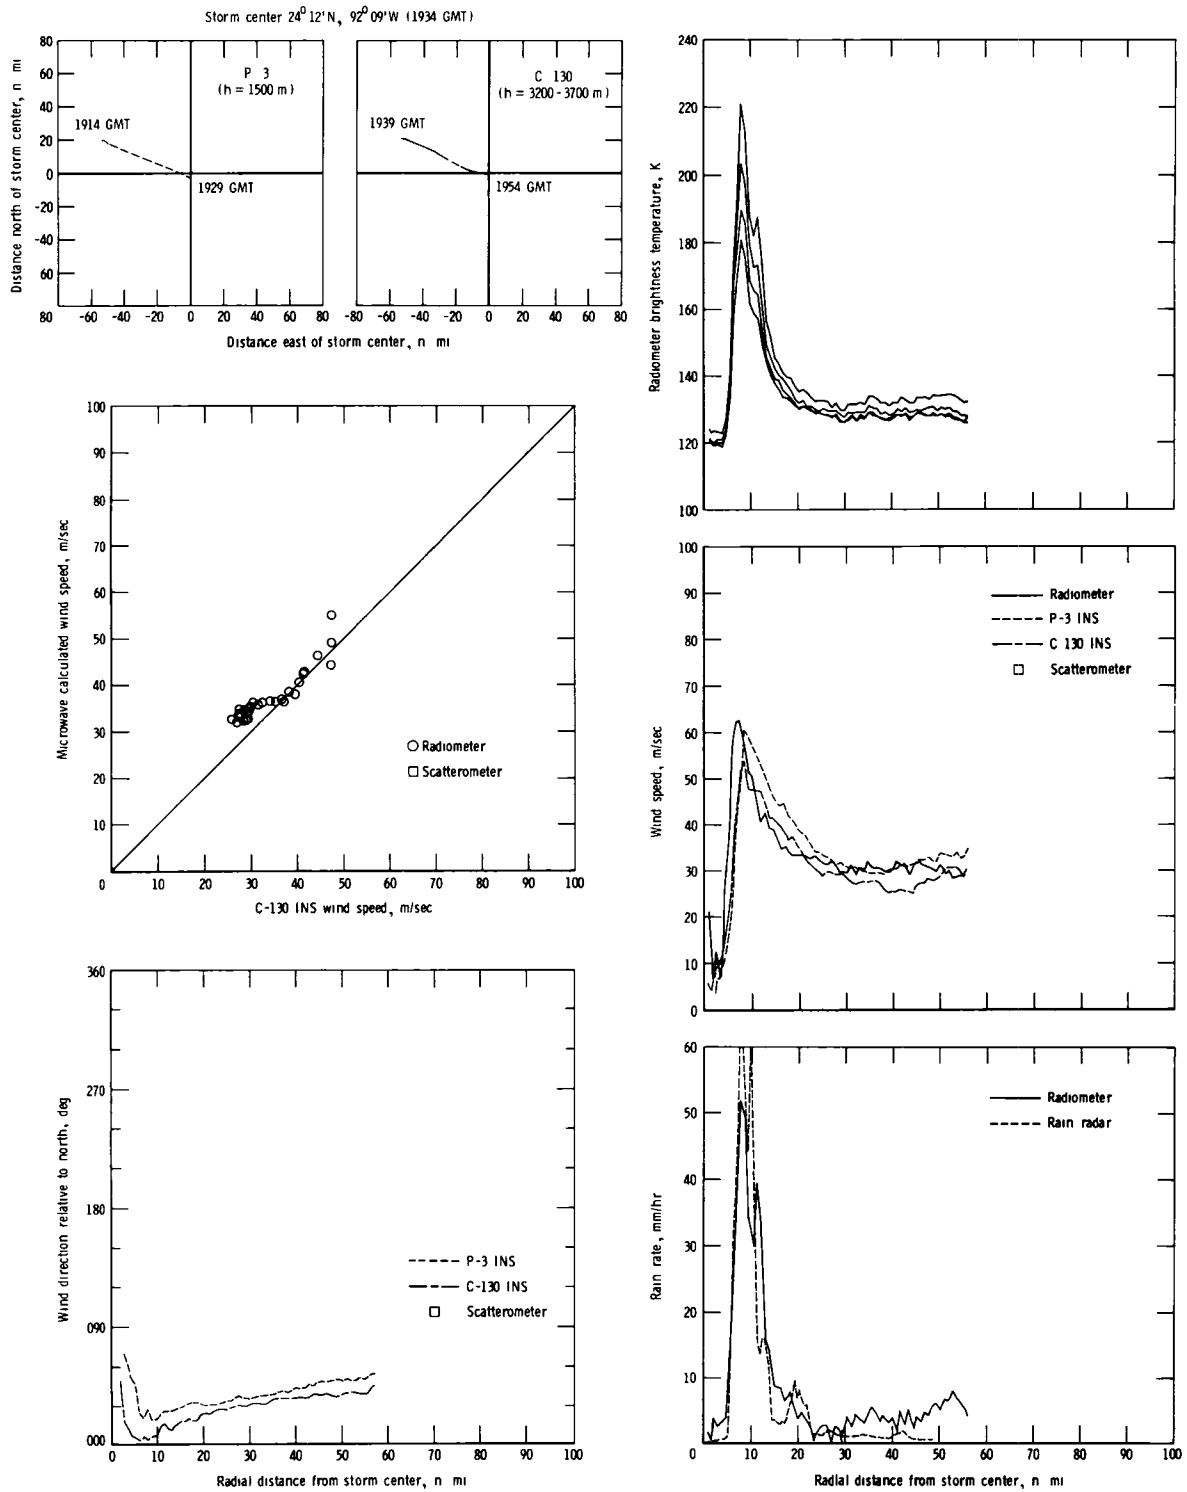 Storm center 24° 12'N, 92° 09'W (1934 GMT)
80
60
40
20
0
-20
-40
60
80
Distance north of storm center, n mi
P 3
(h = 1500 m)
1914 GMT
1929 GMT
C 130
(h = 3200-3700 m)
1939 GMT
1954 GMT
-60 -40 -20 0 20 40 60 80
-80 -60 -40 -20 0 20 40 60 80
Distance east of storm center, n mi
100
90
80
70
60
50
40
30
20
10
0
Microwave calculated wind speed, m/sec
Radiometer
Scatterometer
10 20 30 40 50 60 70 80 90 100
C-130 INS wind speed, m/sec
360
270
180
090
000
Wind direction relative to north, deg
P-3 INS
C-130 INS
Scatterometer
0 10 20 30 40 50 60 70 80 90 100
Radial distance from storm center, n mi
240
220
200
180
160
140
120
100
Radiometer brightness temperature, K
100
90
80
70
60
50
40
30
20
10
0
Wind speed, m/sec
Radiometer
P-3 INS
C 130 INS
Scatterometer
60
50
40
30
20
10
0
Rain rate, mm/hr
Radiometer
Rain radar
10 20 30 40 50 60 70 80 90 100
Radial distance from storm center, n mi